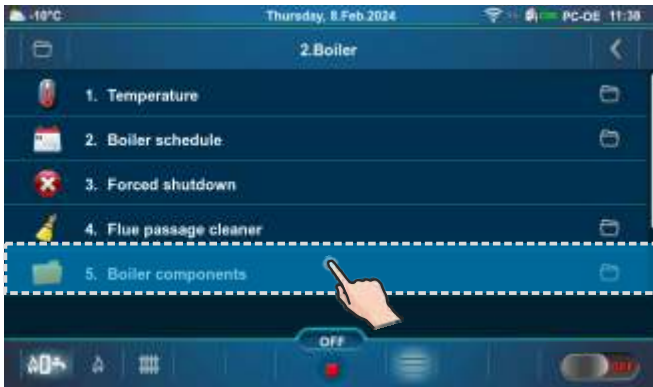 -10°C Thursday, 8.Feb.2024 PC-OE 11:38
2.Boiler
1. Temperature
2. Boiler schedule
3. Forced shutdown
4. Flue passage cleaner
5. Boiler components
OFF
OFF